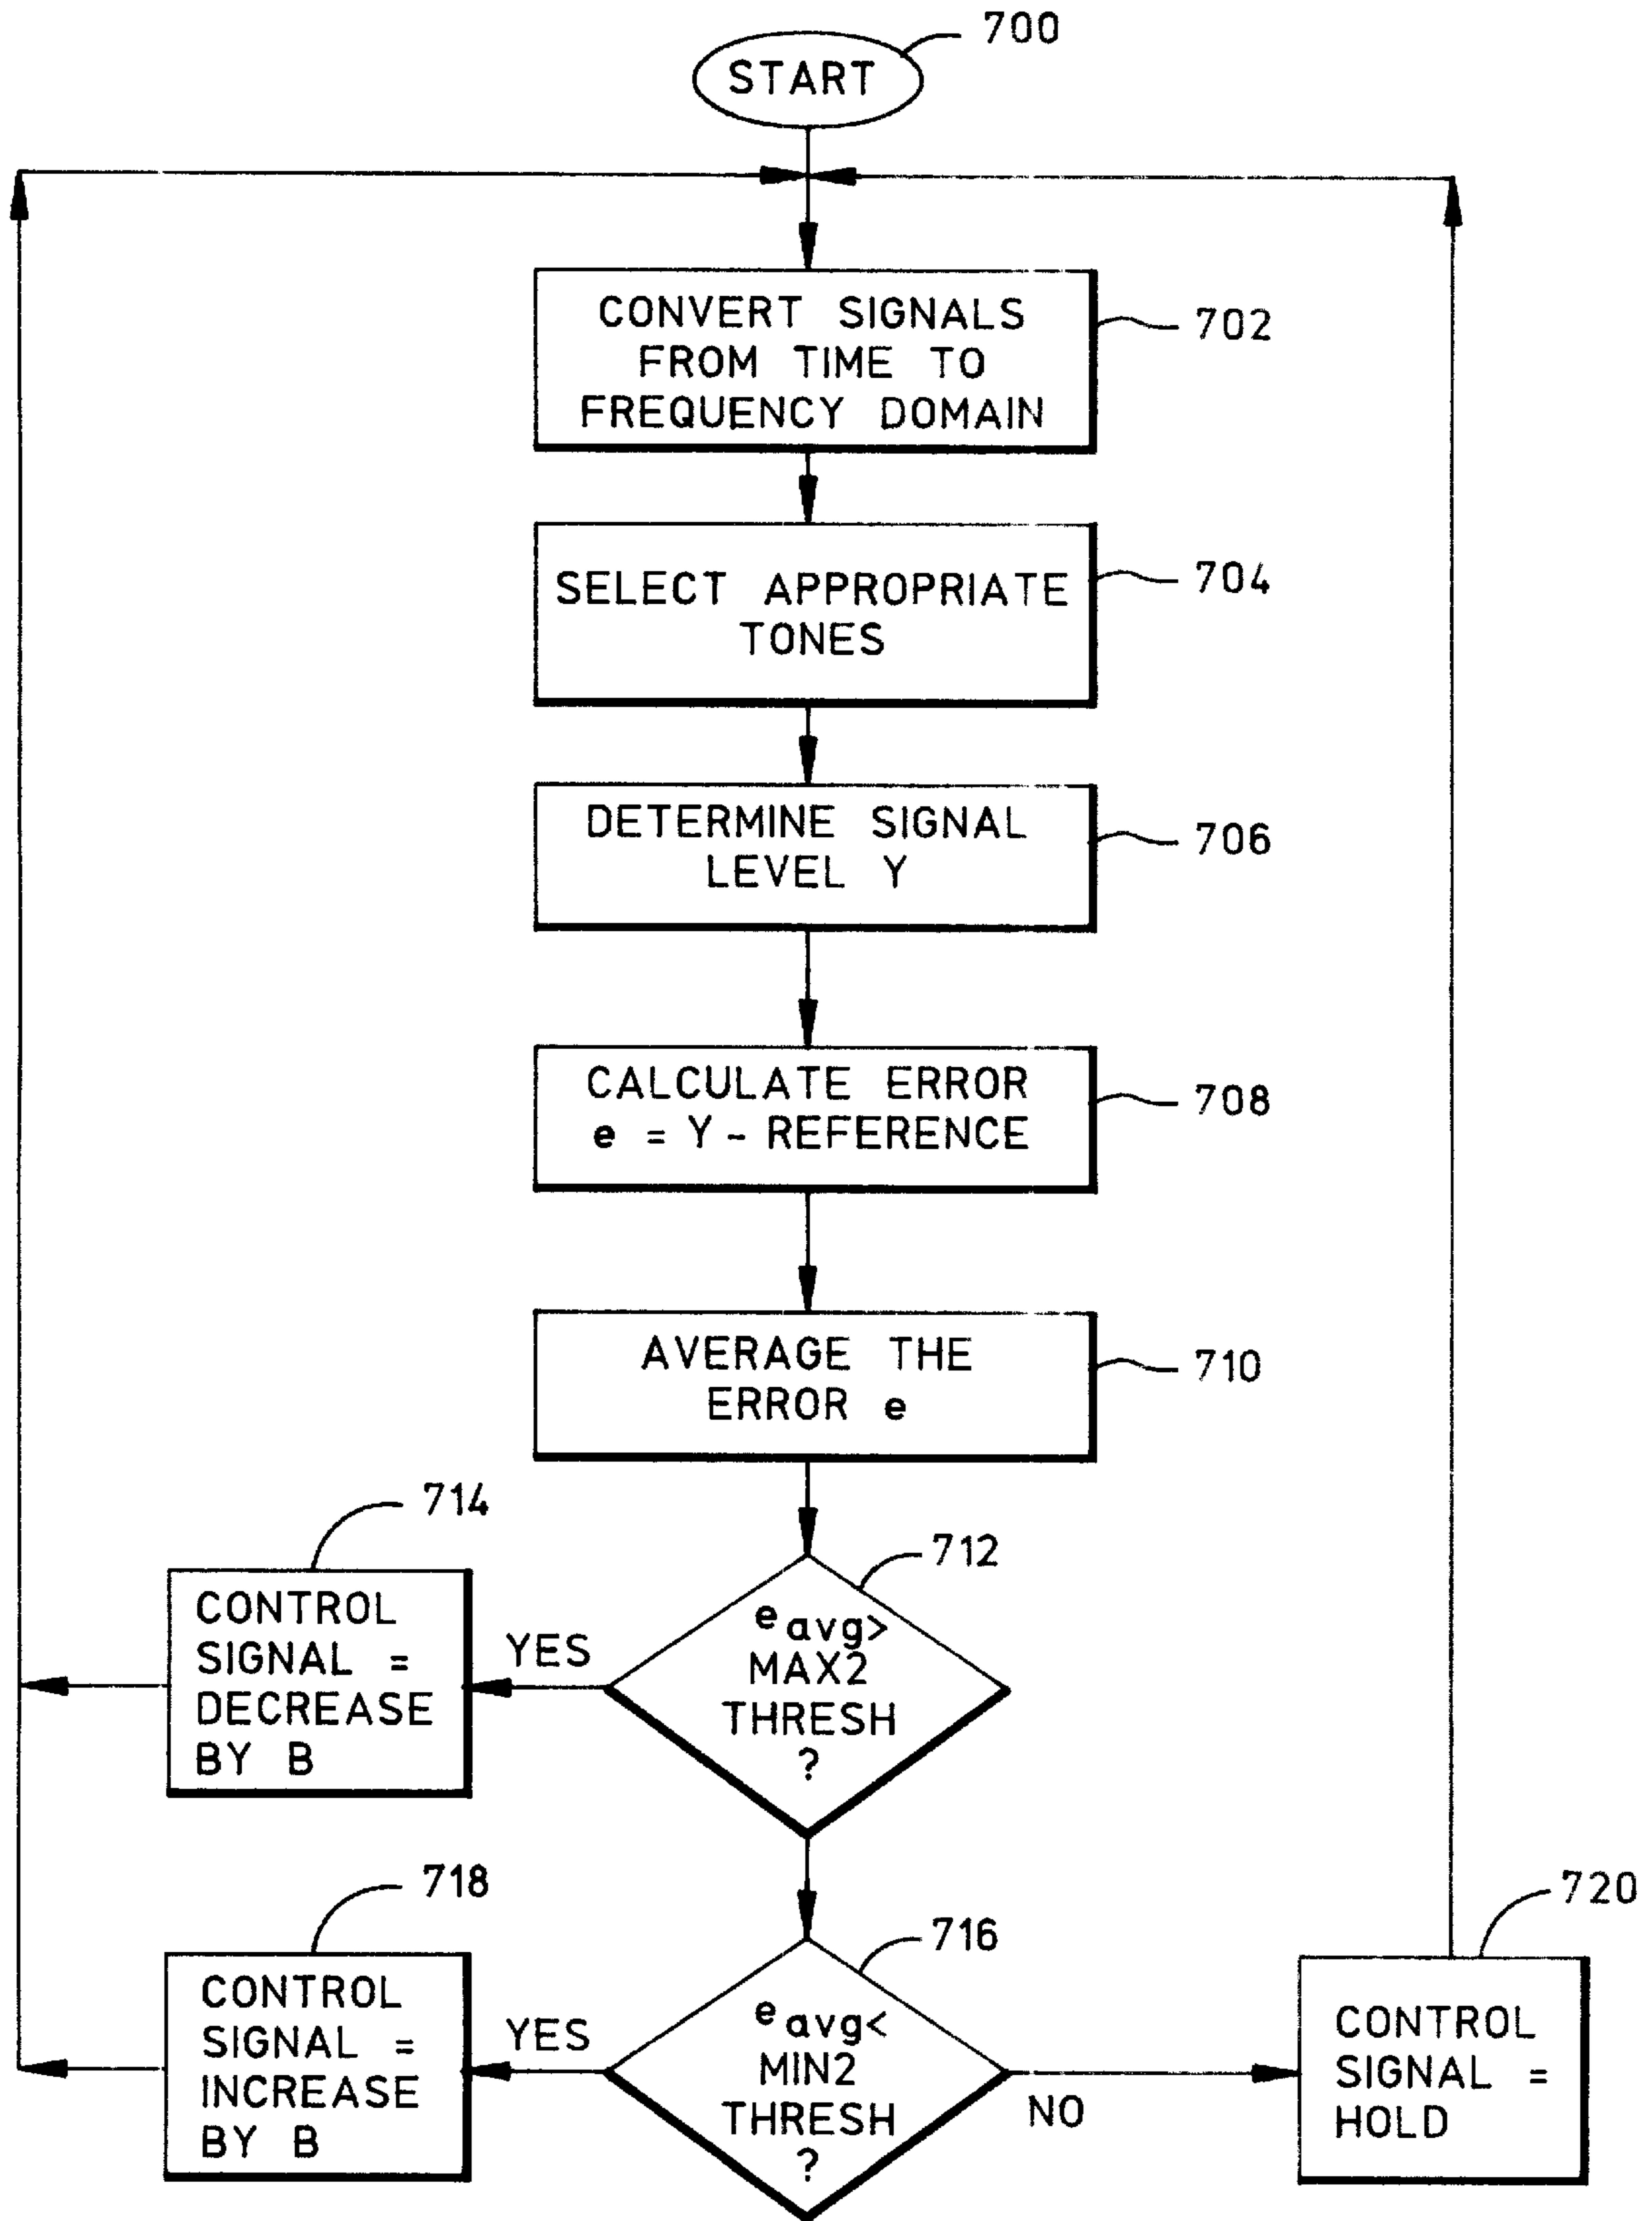 700
START
CONVERT SIGNALS
FROM TIME TO
FREQUENCY DOMAIN
702
SELECT APPROPRIATE
TONES
704
DETERMINE SIGNAL
LEVEL Y
706
CALCULATE ERROR
e = Y - REFERENCE
708
AVERAGE THE
ERROR e
710
714
CONTROL
SIGNAL =
DECREASE
BY B
YES
712
e avg>
MAX2
THRESH
?
718
CONTROL
SIGNAL =
INCREASE
BY B
YES
716
e avg<
MIN2
THRESH
?
NO
720
CONTROL
SIGNAL =
HOLD